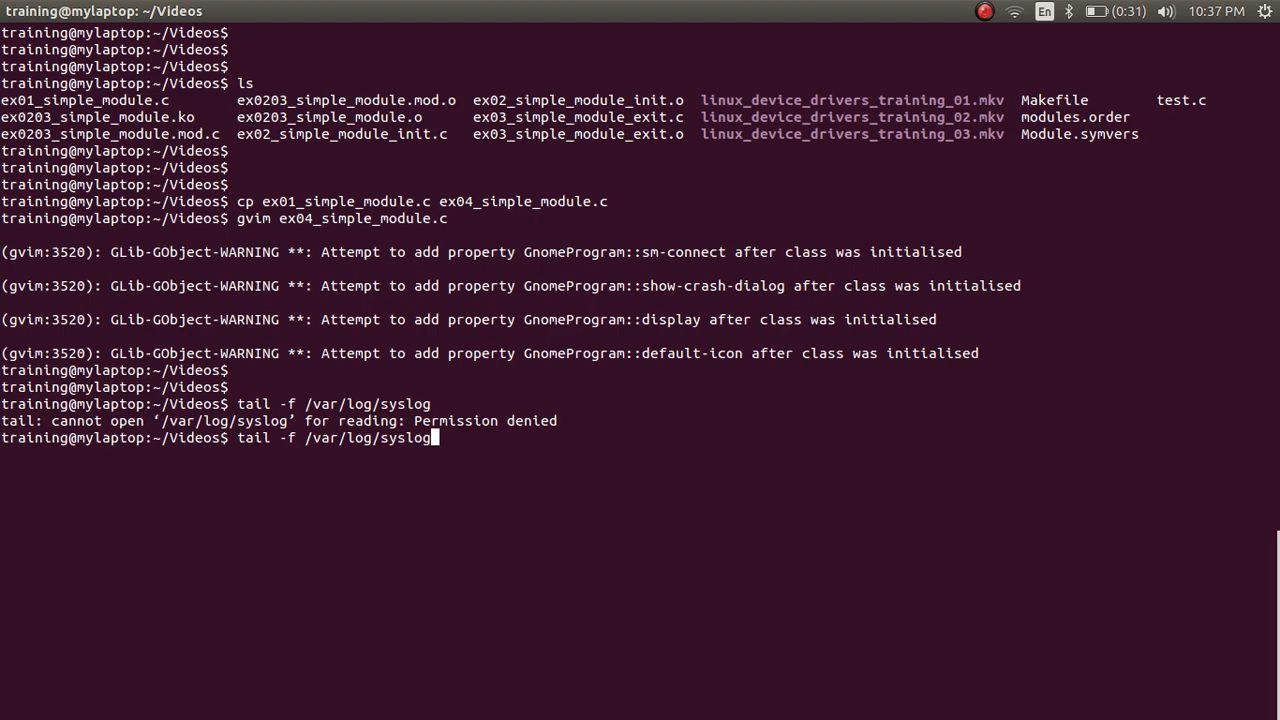 training@mylaptop: ~/Videos En (0:31) 10:37 PM
training@mylaptop:~/Videos$
training@mylaptop:~/Videos$
training@mylaptop:~/Videos$
training@mylaptop:~/Videos$ ls
ex01_simple_module.c ex0203_simple_module.mod.o ex02_simple_module_init.o linux_device_drivers_training_01.mkv Makefile test.c
ex0203_simple_module.ko ex0203_simple_module.o ex03_simple_module_exit.c linux_device_drivers_training_02.mkv modules.order
ex0203_simple_module.mod.c ex02_simple_module_init.c ex03_simple_module_exit.o linux_device_drivers_training_03.mkv Module.symvers
training@mylaptop:~/Videos$
training@mylaptop:~/Videos$
training@mylaptop:~/Videos$
training@mylaptop:~/Videos$ cp ex01_simple_module.c ex04_simple_module.c
training@mylaptop:~/Videos$ gvim ex04_simple_module.c
(gvim:3520): GLib-GObject-WARNING **: Attempt to add property GnomeProgram::sm-connect after class was initialised
(gvim:3520): GLib-GObject-WARNING **: Attempt to add property GnomeProgram::show-crash-dialog after class was initialised
(gvim:3520): GLib-GObject-WARNING **: Attempt to add property GnomeProgram::display after class was initialised
(gvim:3520): GLib-GObject-WARNING **: Attempt to add property GnomeProgram::default-icon after class was initialised
training@mylaptop:~/Videos$
training@mylaptop:~/Videos$
training@mylaptop:~/Videos$ tail -f /var/log/syslog
tail: cannot open ‘/var/log/syslog’ for reading: Permission denied
training@mylaptop:~/Videos$ tail -f /var/log/syslog